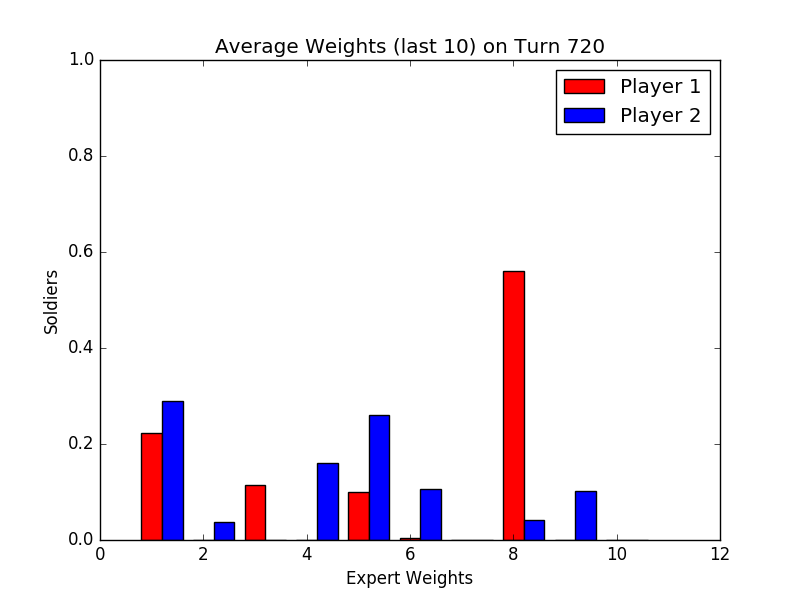 Average Weights (last 10) on Turn 720
1.0
0.8
0.6
0.4
0.2
0.0
Soldiers
Player 1
Player 2
0 2 4 6 8 10 12
Expert Weights